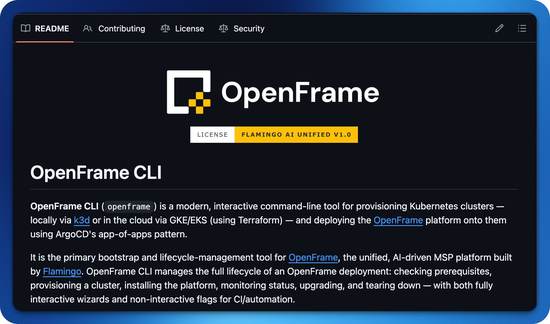 README Contributing License Security
OpenFrame
LICENSE FLAMINGO AI UNIFIED V1.0
OpenFrame CLI
OpenFrame CLI ( openframe ) is a modern, interactive command-line tool for provisioning Kubernetes clusters —
locally via k3d or in the cloud via GKE/EKS (using Terraform) — and deploying the OpenFrame platform onto them
using ArgoCD's app-of-apps pattern.
It is the primary bootstrap and lifecycle-management tool for OpenFrame, the unified, AI-driven MSP platform built
by Flamingo. OpenFrame CLI manages the full lifecycle of an OpenFrame deployment: checking prerequisites,
provisioning a cluster, installing the platform, monitoring status, upgrading, and tearing down — with both fully
interactive wizards and non-interactive flags for CI/automation.